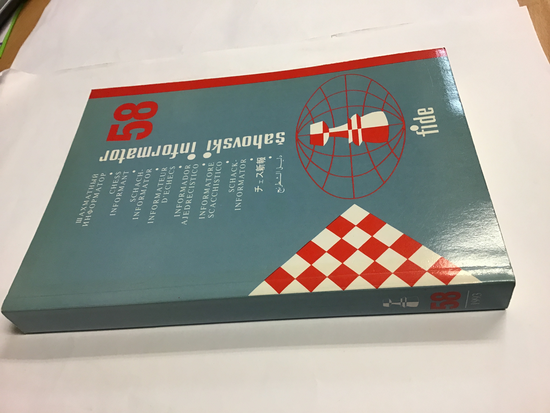 58
šahovski informator
ШАХМАТНЫЙ
ИНФОРМАТОР
CHESS
INFORMANT
SCHACH-
INFORMATOR
INFORMATEUR
D'ECHECS
INFORMADOR
AJEDRECISTICO
INFORMATORE
SCACCHISTICO
SCHACK-
INFORMATOR
チェス新報
fide
58